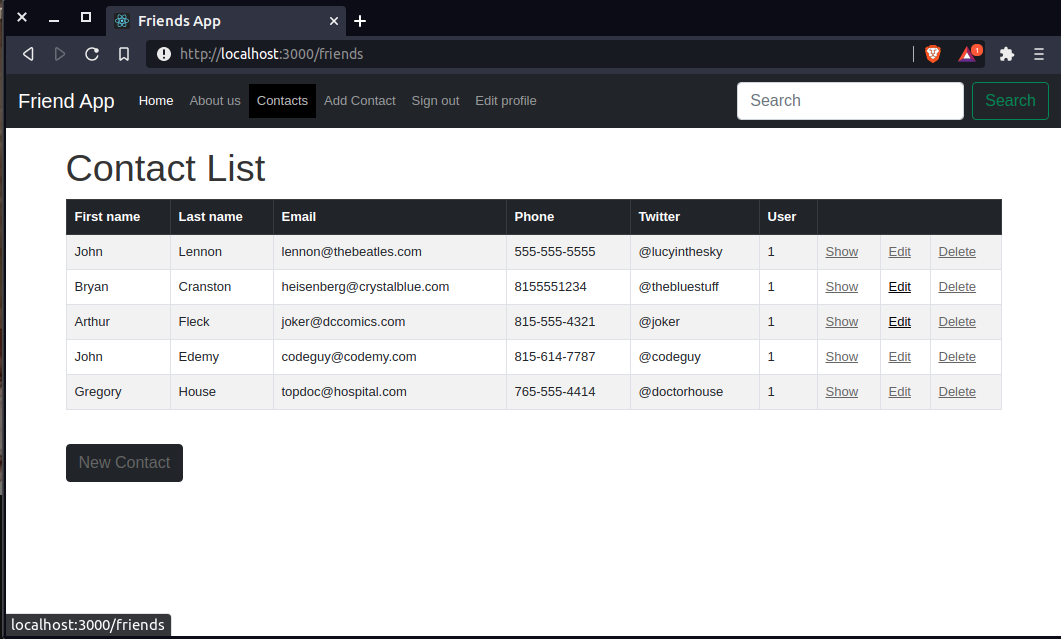 Friends App
http://localhost:3000/friends
1
Friend App Home About us Contacts Add Contact Sign out Edit profile Search Search
Contact List
First name Last name Email Phone Twitter User
John Lennon lennon@thebeatles.com 555-555-5555 @lucyinthesky 1 Show Edit Delete
Bryan Cranston heisenberg@crystalblue.com 8155551234 @thebluestuff 1 Show Edit Delete
Arthur Fleck joker@dccomics.com 815-555-4321 @joker 1 Show Edit Delete
John Edemy codeguy@codemy.com 815-614-7787 @codeguy 1 Show Edit Delete
Gregory House topdoc@hospital.com 765-555-4414 @doctorhouse 1 Show Edit Delete
New Contact
localhost:3000/friends